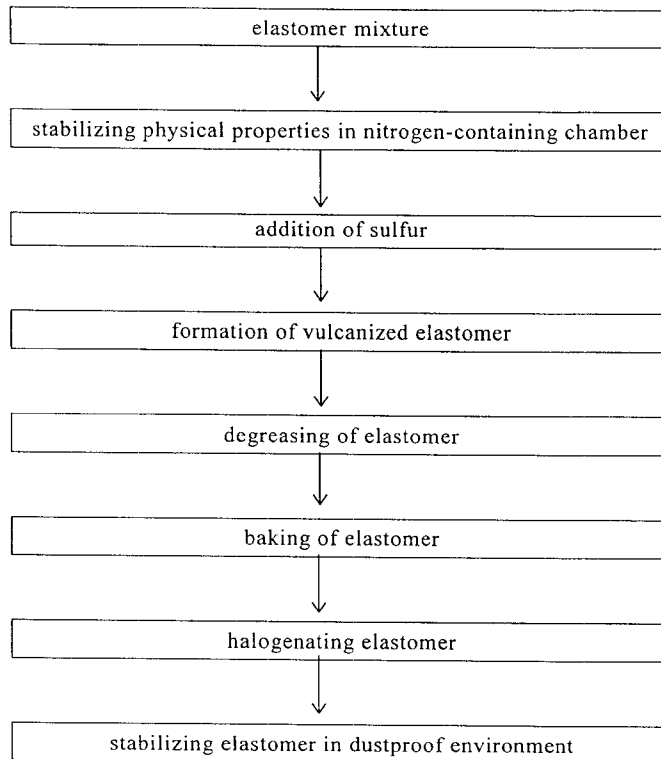 elastomer mixture
stabilizing physical properties in nitrogen-containing chamber
addition of sulfur
formation of vulcanized elastomer
degreasing of elastomer
baking of elastomer
halogenating elastomer
stabilizing elastomer in dustproof environment